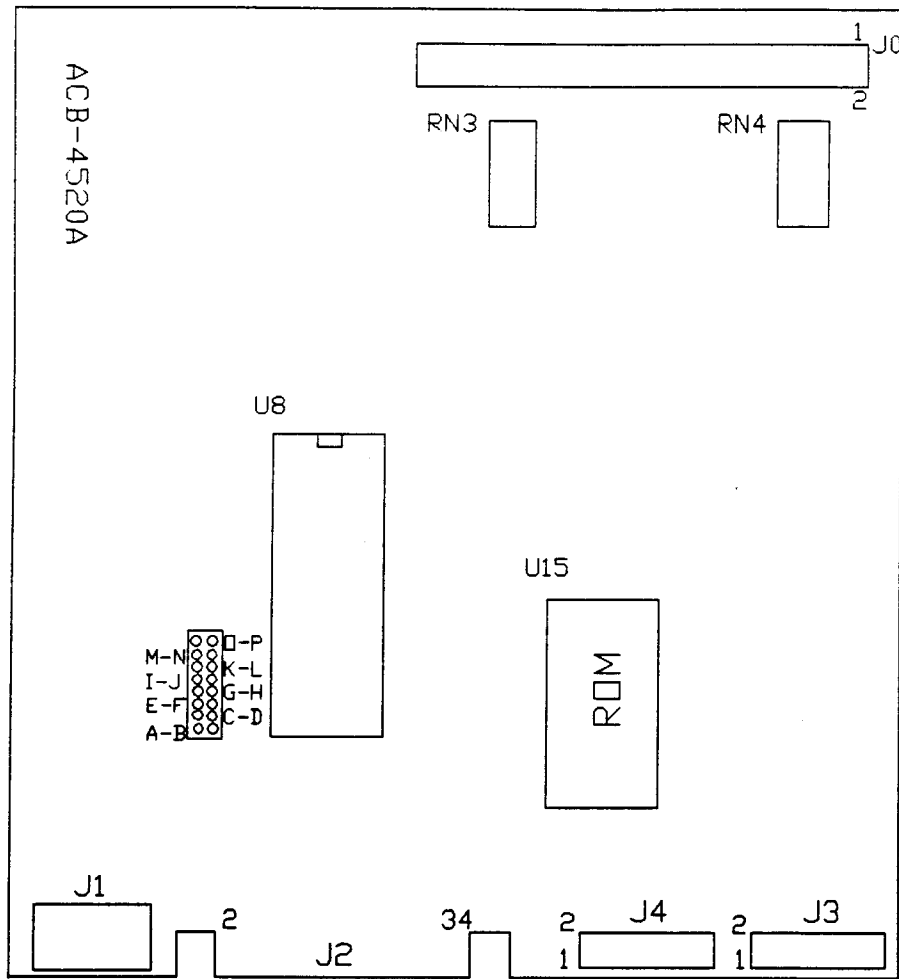 ACB-4520A
1
J0
2
RN3
RN4
U8
U15
ROM
O-P
M-N
K-L
I-J
G-H
E-F
C-D
A-B
J1
2
J2
34
2
J4
1
2
J3
1